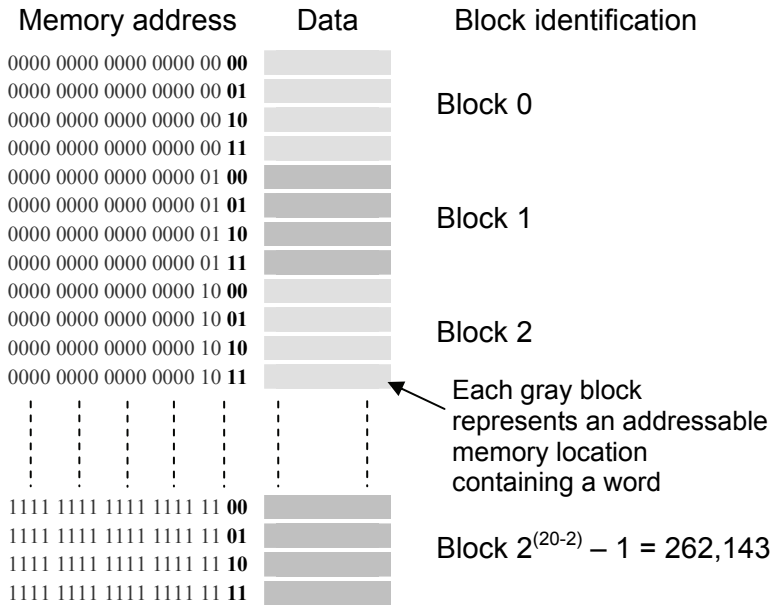 Memory address Data Block identification
0000 0000 0000 0000 00 00
0000 0000 0000 0000 00 01
0000 0000 0000 0000 00 10
0000 0000 0000 0000 00 11
Block 0
0000 0000 0000 0000 01 00
0000 0000 0000 0000 01 01
0000 0000 0000 0000 01 10
0000 0000 0000 0000 01 11
Block 1
0000 0000 0000 0000 10 00
0000 0000 0000 0000 10 01
0000 0000 0000 0000 10 10
0000 0000 0000 0000 10 11
Block 2
Each gray block
represents an addressable
memory location
containing a word
1111 1111 1111 1111 11 00
1111 1111 1111 1111 11 01
1111 1111 1111 1111 11 10
1111 1111 1111 1111 11 11
Block 2^(20-2) – 1 = 262,143